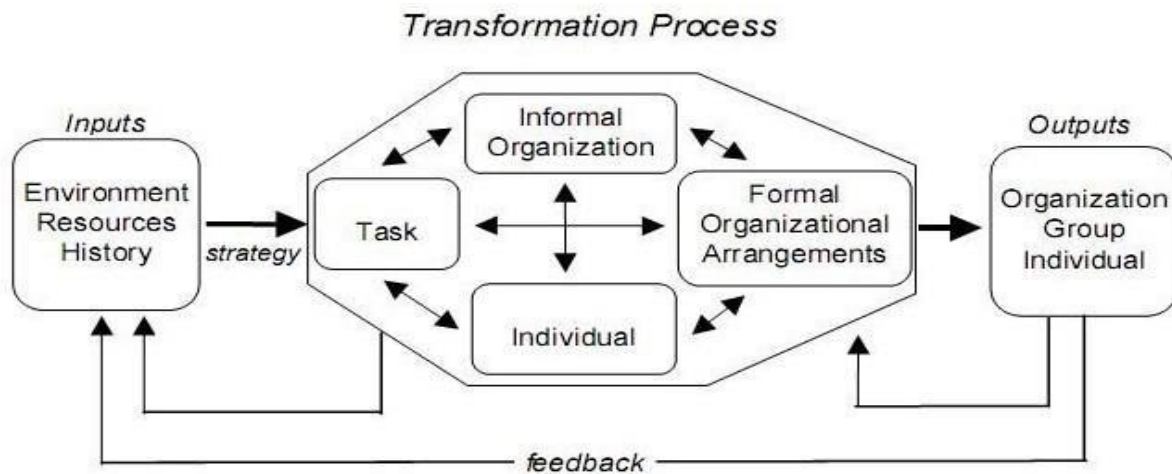 Transformation Process
Inputs
Environment
Resources
History
strategy
Informal
Organization
Task
Formal
Organizational
Arrangements
Individual
Outputs
Organization
Group
Individual
feedback